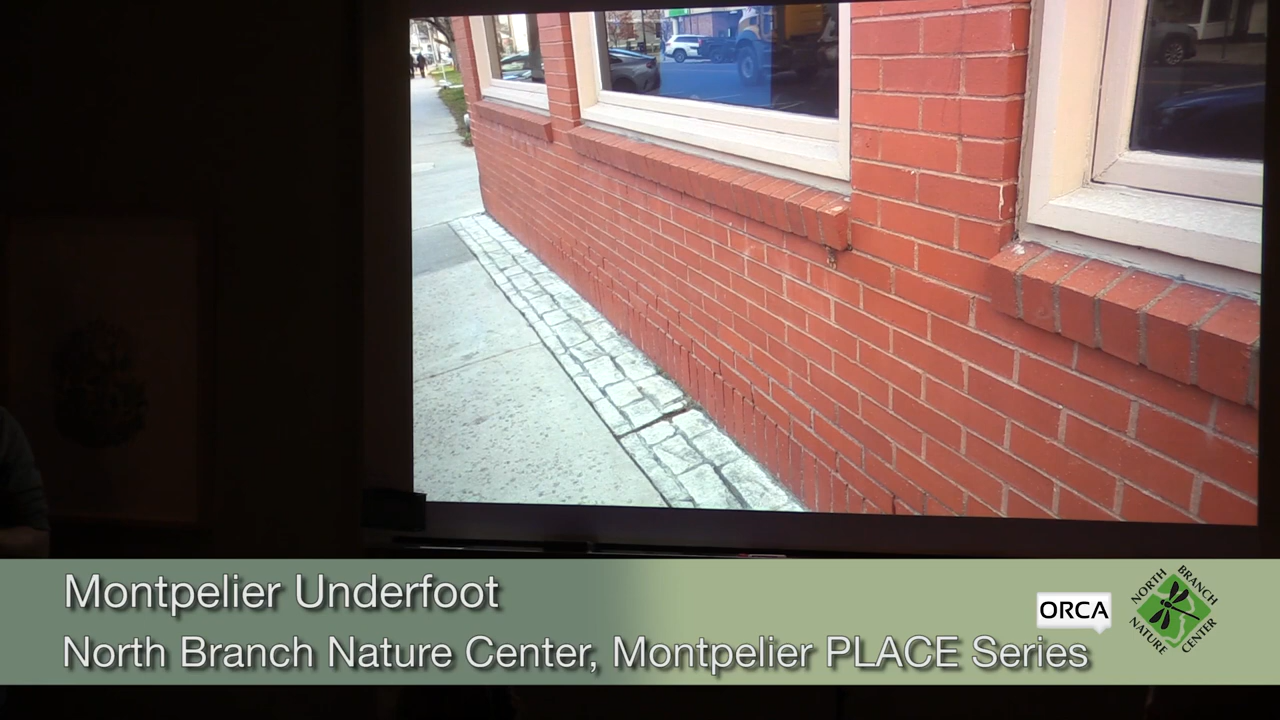 Montpelier Underfoot
ORCA
NORTH BRANCH NATURE CENTER
North Branch Nature Center, Montpelier PLACE Series